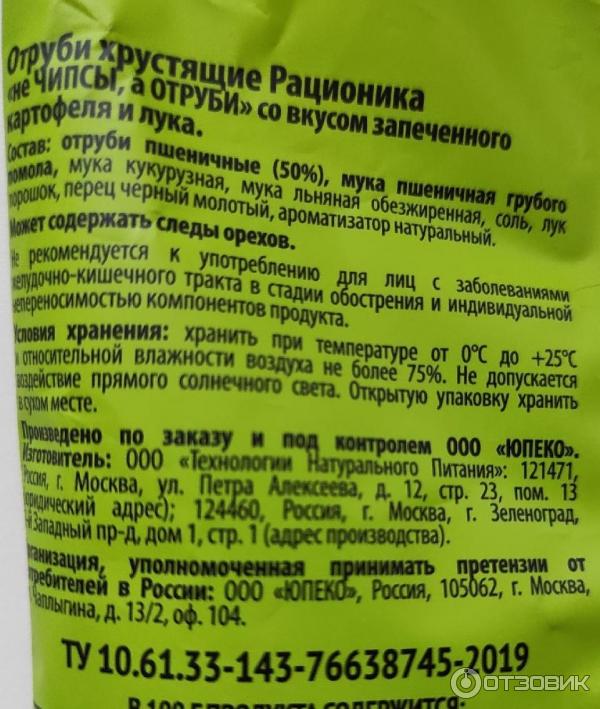 Отруби хрустящие Рационика
«не ЧИПСЫ, а ОТРУБИ» со вкусом запеченного
картофеля и лука.
Состав: отруби пшеничные (50%), мука пшеничная грубого
помола, мука кукурузная, мука льняная обезжиренная, соль, лук
порошок, перец черный молотый, ароматизатор натуральный.
Может содержать следы орехов.
Не рекомендуется к употреблению для лиц с заболеваниями
желудочно-кишечного тракта в стадии обострения и индивидуальной
непереносимостью компонентов продукта.
Условия хранения: хранить при температуре от 0°С до +25°С
и относительной влажности воздуха не более 75%. Не допускается
воздействие прямого солнечного света. Открытую упаковку хранить
в сухом месте.
Произведено по заказу и под контролем ООО «ЮПЕКО».
Изготовитель: ООО «Технологии Натурального Питания»: 121471,
Россия, г. Москва, ул. Петра Алексеева, д. 12, стр. 23, пом. 13
(юридический адрес); 124460, Россия, г. Москва, г. Зеленоград,
Западный пр-д, дом 1, стр. 1 (адрес производства).
Организация, уполномоченная принимать претензии от
потребителей в России: ООО «ЮПЕКО», Россия, 105062, г. Москва,
Чаплыгина, д. 13/2, оф. 104.
ТУ 10.61.33-143-76638745-2019
В 100 Г ПРОДУКТА СОДЕРЖИТСЯ:
ОТЗОВИК